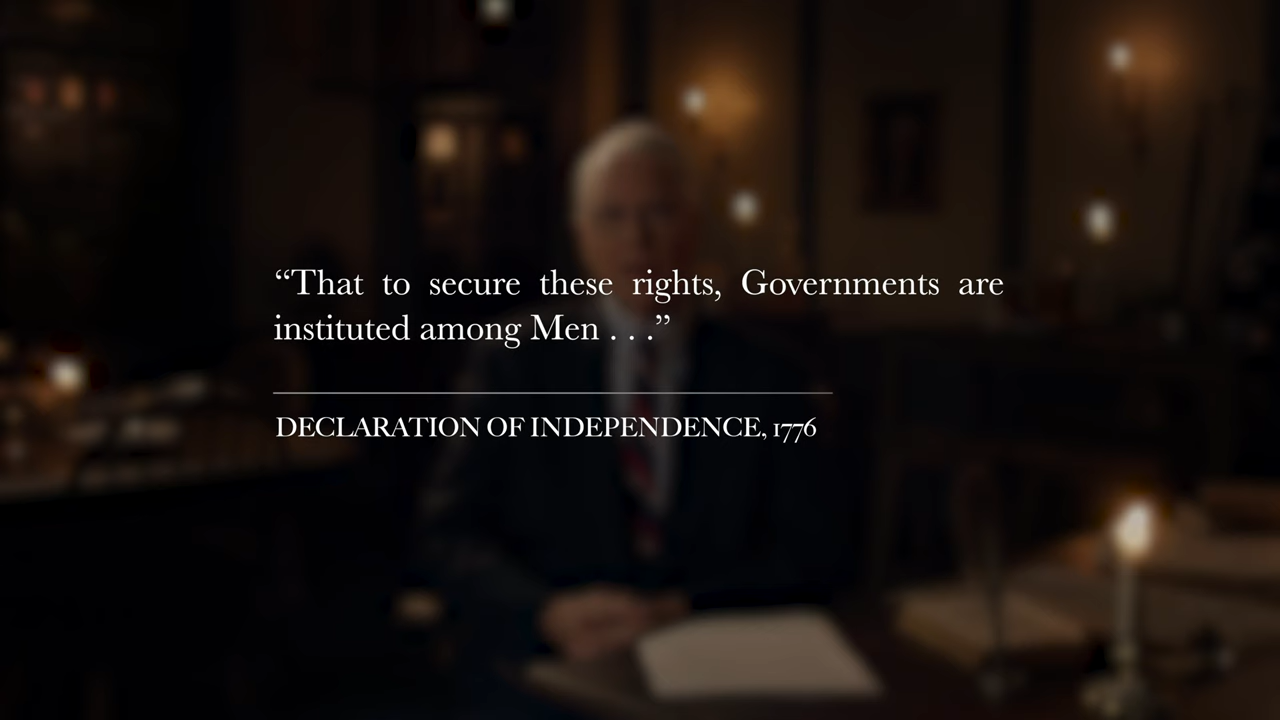 “That to secure these rights, Governments are
instituted among Men . . .”
DECLARATION OF INDEPENDENCE, 1776